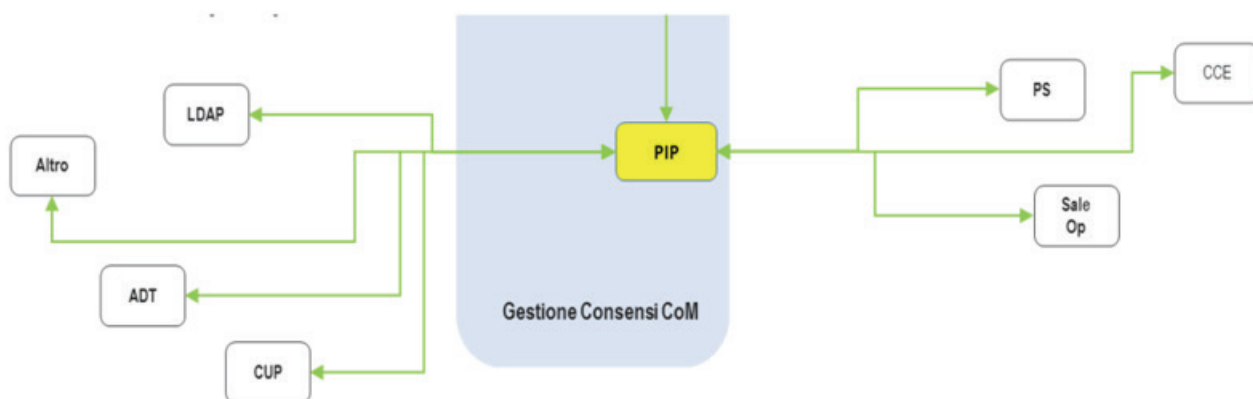 CCE
PS
LDAP
PIP
Altro
Sale
Op
ADT
Gestione Consensi CoM
CUP